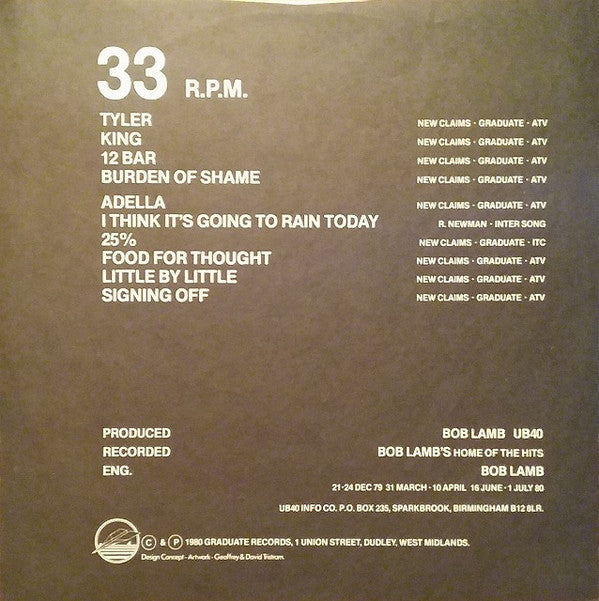 33 R.P.M.
TYLER NEW CLAIMS · GRADUATE · ATV
KING NEW CLAIMS · GRADUATE · ATV
12 BAR NEW CLAIMS · GRADUATE · ATV
BURDEN OF SHAME NEW CLAIMS · GRADUATE · ATV
ADELLA NEW CLAIMS · GRADUATE · ATV
I THINK IT'S GOING TO RAIN TODAY R. NEWMAN · INTER SONG
25% NEW CLAIMS · GRADUATE · ITC
FOOD FOR THOUGHT NEW CLAIMS · GRADUATE · ATV
LITTLE BY LITTLE NEW CLAIMS · GRADUATE · ATV
SIGNING OFF NEW CLAIMS · GRADUATE · ATV
PRODUCED BOB LAMB UB40
RECORDED BOB LAMB'S HOME OF THE HITS
ENG. BOB LAMB
21·24 DEC 79 31 MARCH · 10 APRIL 16 JUNE · 1 JULY 80
UB40 INFO CO. P.O. BOX 235, SPARKBROOK, BIRMINGHAM B12 8LR.
© & ℗ 1980 GRADUATE RECORDS, 1 UNION STREET, DUDLEY, WEST MIDLANDS.
Design Concept · Artwork · Geoffrey & David Tristram.